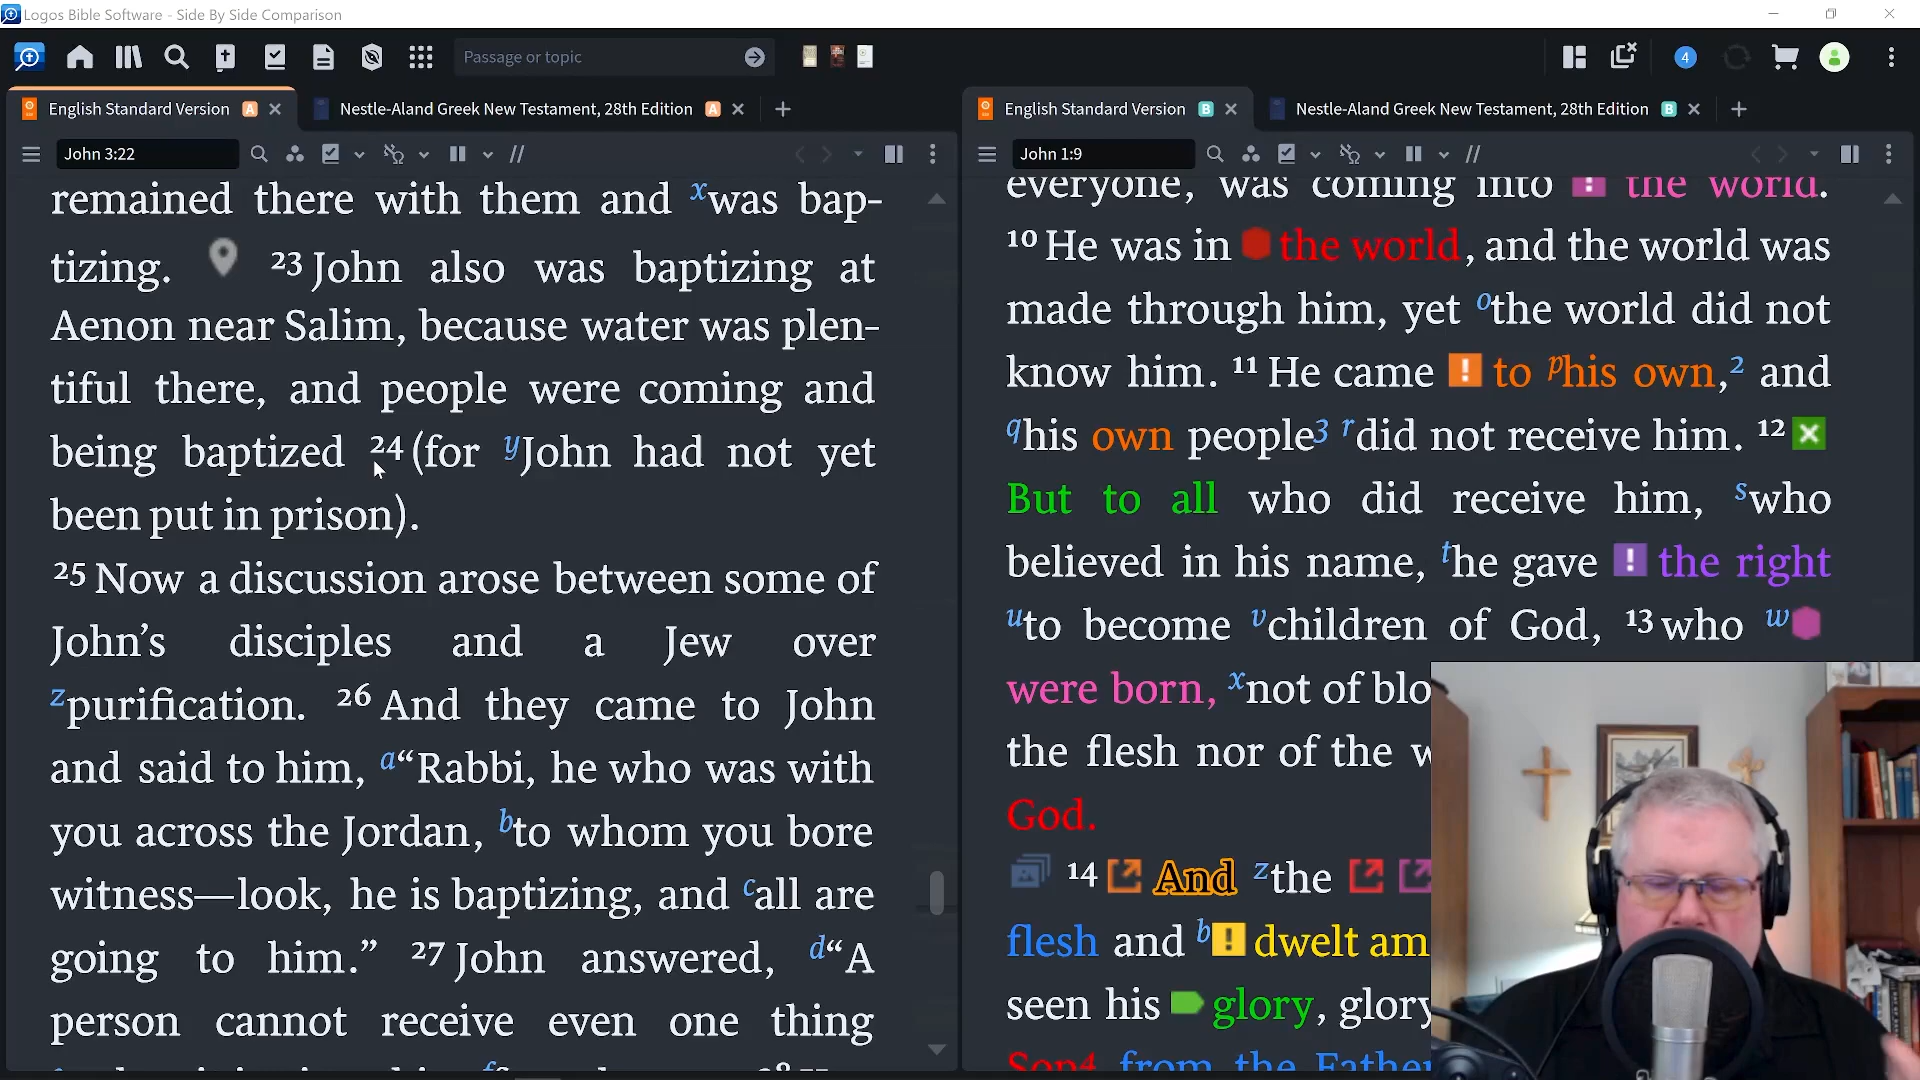 Logos Bible Software - Side By Side Comparison
Passage or topic
4
English Standard Version A
Nestle-Aland Greek New Testament, 28th Edition A
John 3:22
remained there with them and xwas bap-
tizing. 23 John also was baptizing at
Aenon near Salim, because water was plen-
tiful there, and people were coming and
being baptized 24 (for yJohn had not yet
been put in prison).
25 Now a discussion arose between some of
John’s disciples and a Jew over
zpurification. 26 And they came to John
and said to him, a“Rabbi, he who was with
you across the Jordan, bto whom you bore
witness—look, he is baptizing, and call are
going to him.” 27 John answered, d“A
person cannot receive even one thing
English Standard Version B
Nestle-Aland Greek New Testament, 28th Edition B
John 1:9
everyone, was coming into the world.
10 He was in the world, and the world was
made through him, yet othe world did not
know him. 11 He came to phis own,2 and
qhis own people3 rdid not receive him. 12
But to all who did receive him, swho
believed in his name, the gave the right
uto become vchildren of God, 13 who w
were born, xnot of blo
the flesh nor of the w
God.
14 And zthe
flesh and b dwelt am
seen his glory, glory
Son4 from the Father